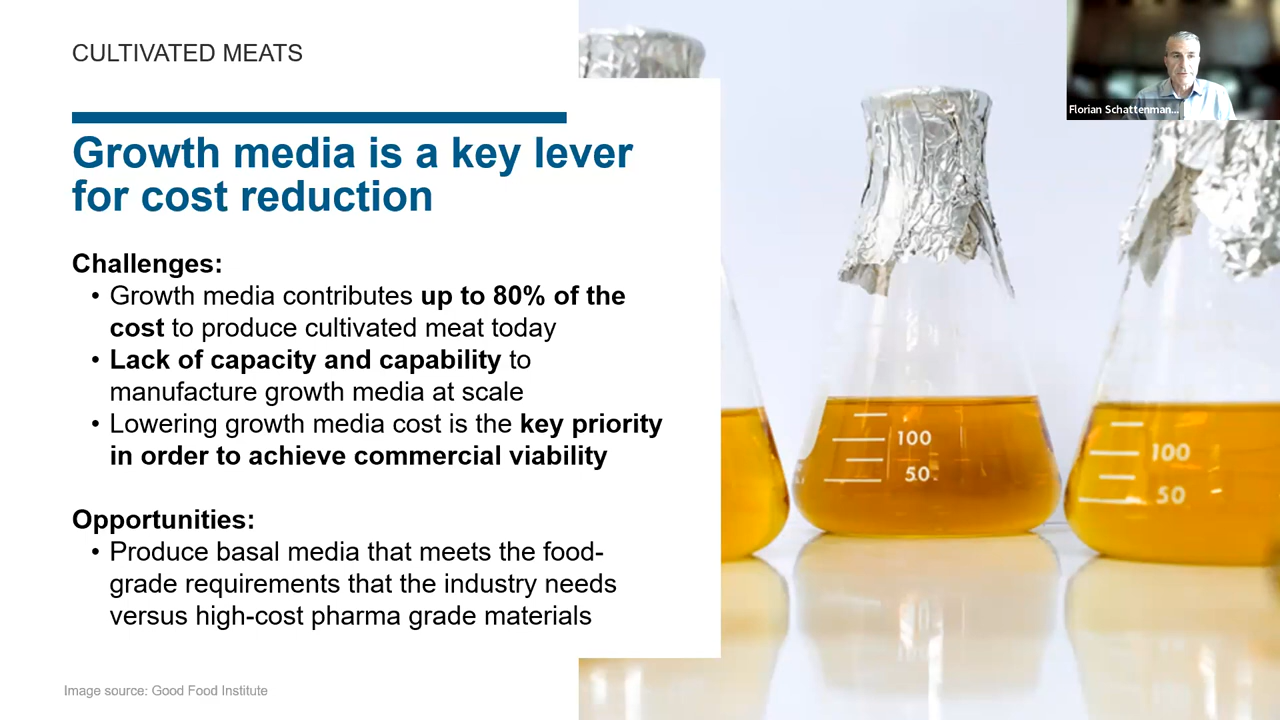 CULTIVATED MEATS
Growth media is a key lever
for cost reduction
Challenges:
• Growth media contributes up to 80% of the
cost to produce cultivated meat today
• Lack of capacity and capability to
manufacture growth media at scale
• Lowering growth media cost is the key priority
in order to achieve commercial viability
Opportunities:
• Produce basal media that meets the food-
grade requirements that the industry needs
versus high-cost pharma grade materials
Image source: Good Food Institute
Florian Schattenman...
100
50
100
50